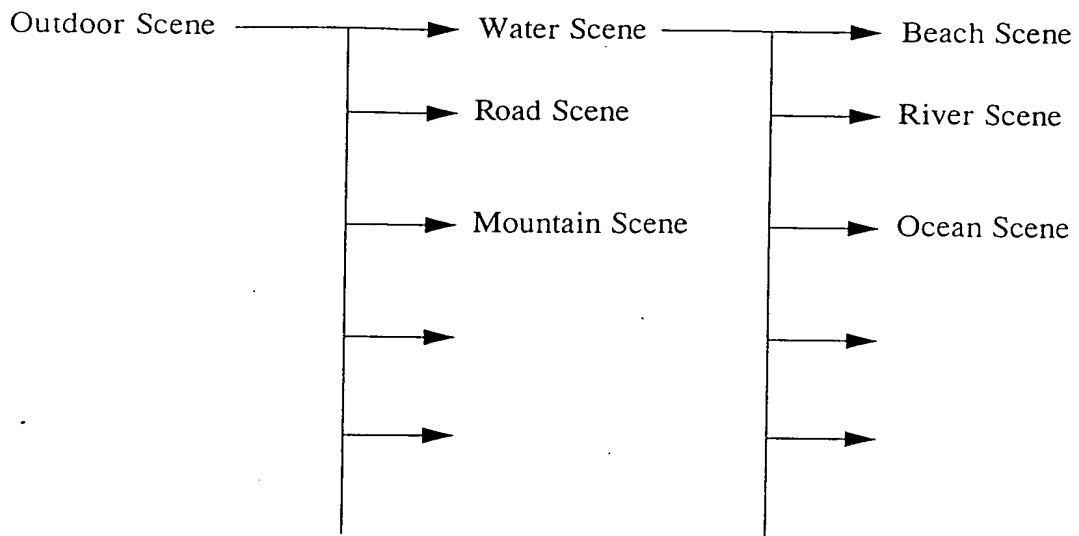 Outdoor Scene
Water Scene
Beach Scene
Road Scene
River Scene
Mountain Scene
Ocean Scene